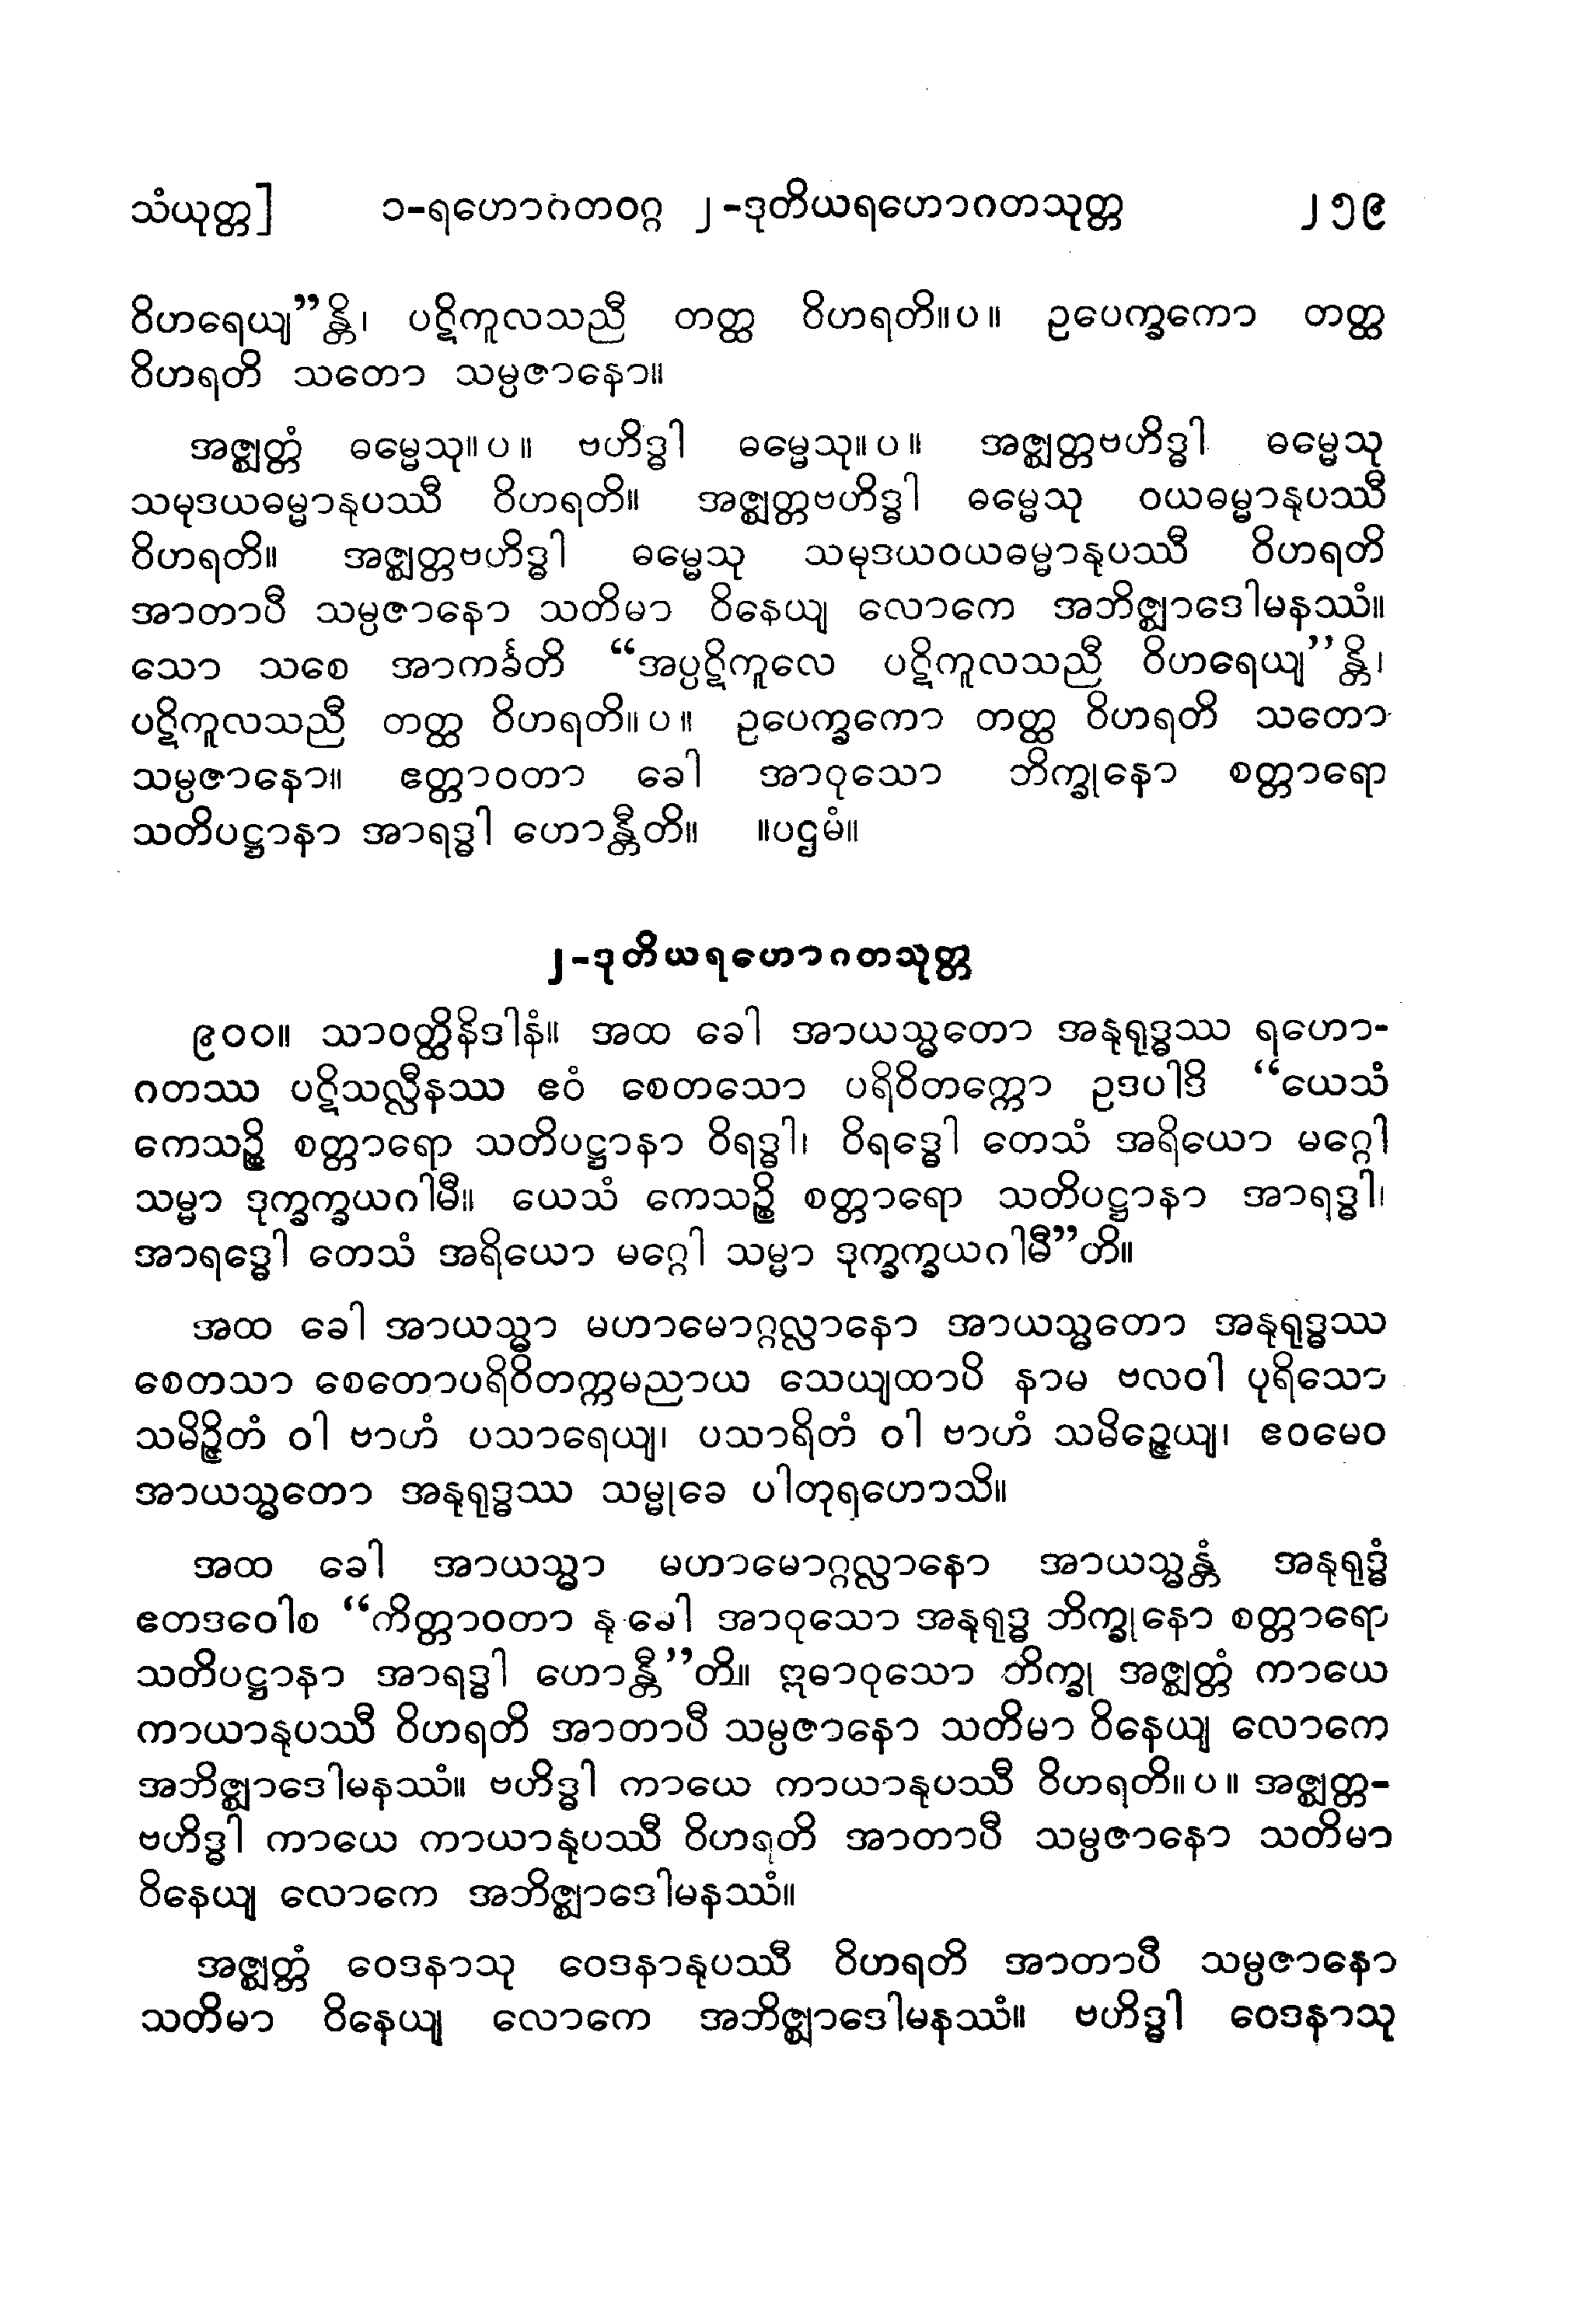 သံယုတ္တ] ၁-ရဟောဂတဝဂ္ဂ ၂-ဒုတိယရဟောဂတသုတ္တ ၂၅၉
ဝိဟရေယျ”န္တိ၊ ပဋိကူလသညီ တတ္ထ ဝိဟရတိ။ပ။ ဥပေက္ခကော တတ္ထ
ဝိဟရတိ သတော သမ္ပဇာနော။
အဇ္ဈတ္တံ ဓမ္မေသု။ပ။ ဗဟိဒ္ဓါ ဓမ္မေသု။ပ။ အဇ္ဈတ္တဗဟိဒ္ဓါ ဓမ္မေသု
သမုဒယဓမ္မာနုပဿီ ဝိဟရတိ။ အဇ္ဈတ္တဗဟိဒ္ဓါ ဓမ္မေသု ဝယဓမ္မာနုပဿီ
ဝိဟရတိ။ အဇ္ဈတ္တဗဟိဒ္ဓါ ဓမ္မေသု သမုဒယဝယဓမ္မာနုပဿီ ဝိဟရတိ
အာတာပီ သမ္ပဇာနော သတိမာ ဝိနေယျ လောကေ အဘိဇ္ဈာဒေါမနဿံ။
သော သစေ အာကင်္ခတိ “အပ္ပဋိကူလေ ပဋိကူလသညီ ဝိဟရေယျ”န္တိ၊
ပဋိကူလသညီ တတ္ထ ဝိဟရတိ။ပ။ ဥပေက္ခကော တတ္ထ ဝိဟရတိ သတော
သမ္ပဇာနော။ ဧတ္တာဝတာ ခေါ အာဝုသော ဘိက္ခုနော စတ္တာရော
သတိပဋ္ဌာနာ အာရဒ္ဓါ ဟောန္တီတိ။ ။ပဌမံ။
၂-ဒုတိယရဟောဂတသုတ္တ
၉၀၀။ သာဝတ္ထိနိဒါနံ။ အထ ခေါ အာယသ္မတော အနုရုဒ္ဓဿ ရဟော-
ဂတဿ ပဋိသလ္လီနဿ ဧဝံ စေတသော ပရိဝိတက္ကော ဥဒပါဒိ “ယေသံ
ကေသဉ္စိ စတ္တာရော သတိပဋ္ဌာနာ ဝိရဒ္ဓါ၊ ဝိရဒ္ဓေါ တေသံ အရိယော မဂ္ဂေါ
သမ္မာ ဒုက္ခက္ခယဂါမီ။ ယေသံ ကေသဉ္စိ စတ္တာရော သတိပဋ္ဌာနာ အာရဒ္ဓါ၊
အာရဒ္ဓေါ တေသံ အရိယော မဂ္ဂေါ သမ္မာ ဒုက္ခက္ခယဂါမီ”တိ။
အထ ခေါ အာယသ္မာ မဟာမောဂ္ဂလ္လာနော အာယသ္မတော အနုရုဒ္ဓဿ
စေတသာ စေတောပရိဝိတက္ကမညာယ သေယျထာပိ နာမ ဗလဝါ ပုရိသော
သမိဉ္ဇိတံ ဝါ ဗာဟံ ပသာရေယျ၊ ပသာရိတံ ဝါ ဗာဟံ သမိဉ္ဇေယျ၊ ဧဝမေဝ
အာယသ္မတော အနုရုဒ္ဓဿ သမ္မုခေ ပါတုရဟောသိ။
အထ ခေါ အာယသ္မာ မဟာမောဂ္ဂလ္လာနော အာယသ္မန္တံ အနုရုဒ္ဓံ
ဧတဒဝေါစ “ကိတ္တာဝတာ နု ခေါ အာဝုသော အနုရုဒ္ဓ ဘိက္ခုနော စတ္တာရော
သတိပဋ္ဌာနာ အာရဒ္ဓါ ဟောန္တီ”တိ။ ဣဓာဝုသော ဘိက္ခု အဇ္ဈတ္တံ ကာယေ
ကာယာနုပဿီ ဝိဟရတိ အာတာပီ သမ္ပဇာနော သတိမာ ဝိနေယျ လောကေ
အဘိဇ္ဈာဒေါမနဿံ။ ဗဟိဒ္ဓါ ကာယေ ကာယာနုပဿီ ဝိဟရတိ။ပ။ အဇ္ဈတ္တ-
ဗဟိဒ္ဓါ ကာယေ ကာယာနုပဿီ ဝိဟရတိ အာတာပီ သမ္ပဇာနော သတိမာ
ဝိနေယျ လောကေ အဘိဇ္ဈာဒေါမနဿံ။
အဇ္ဈတ္တံ ဝေဒနာသု ဝေဒနာနုပဿီ ဝိဟရတိ အာတာပီ သမ္ပဇာနော
သတိမာ ဝိနေယျ လောကေ အဘိဇ္ဈာဒေါမနဿံ။ ဗဟိဒ္ဓါ ဝေဒနာသု